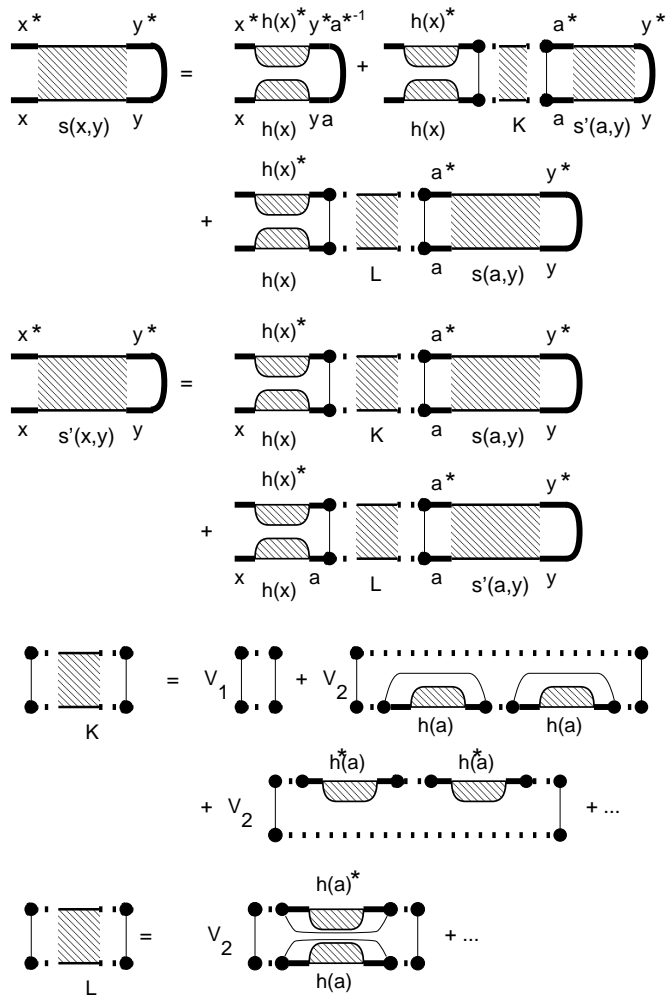 x* y* x* h(x)* y* a*⁻¹ h(x)* a* y*
= +
x s(x,y) y x h(x) y a h(x) K a s'(a,y) y
h(x)* a* y*
+
h(x) L a s(a,y) y
x* y* h(x)* a* y*
=
x s'(x,y) y x h(x) K a s(a,y) y
h(x)* a* y*
+
x h(x) a L a s'(a,y) y
= V₁ + V₂
K h(a) h(a)
h(a)* h(a)*
+ V₂ + ...
h(a)*
= V₂ + ...
L h(a)